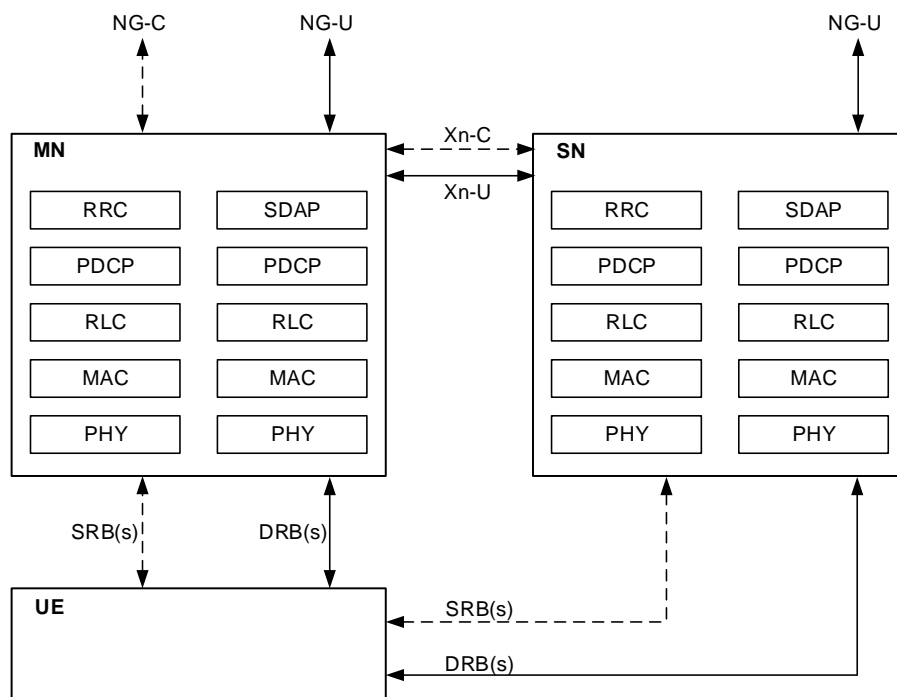 NG-C NG-U NG-U
MN Xn-C SN
Xn-U
RRC SDAP RRC SDAP
PDCP PDCP PDCP PDCP
RLC RLC RLC RLC
MAC MAC MAC MAC
PHY PHY PHY PHY
SRB(s) DRB(s)
UE SRB(s)
DRB(s)